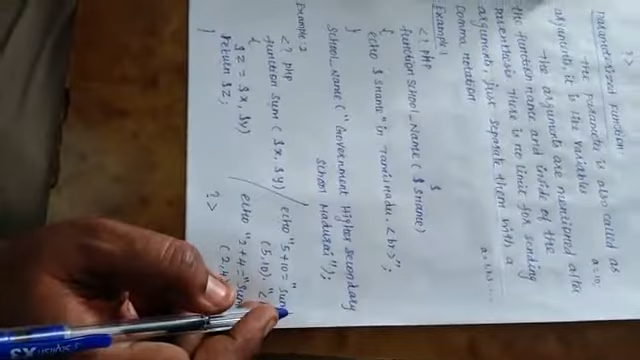 ?>
parameterized Function
the parameter is also called as
arguments, it is like variables
a=10;
the arguments are mentioned after
the function name and inside of the
parenthesis. There is no limit for sending
arguments, just separate them with a
comma notation.
Example:1
<? php
function school_Name ( $sname)
{
echo $sname "in Tamilnadu. <br>";
}
school_name ( "Government Higher secondary
school Madurai");
Example:2
<? php
function sum ( $x, $y)
{
$z = $x, $y)
return $z;
}
echo "5+10="
(5,10).
echo "3+4="
(2,4)
?>